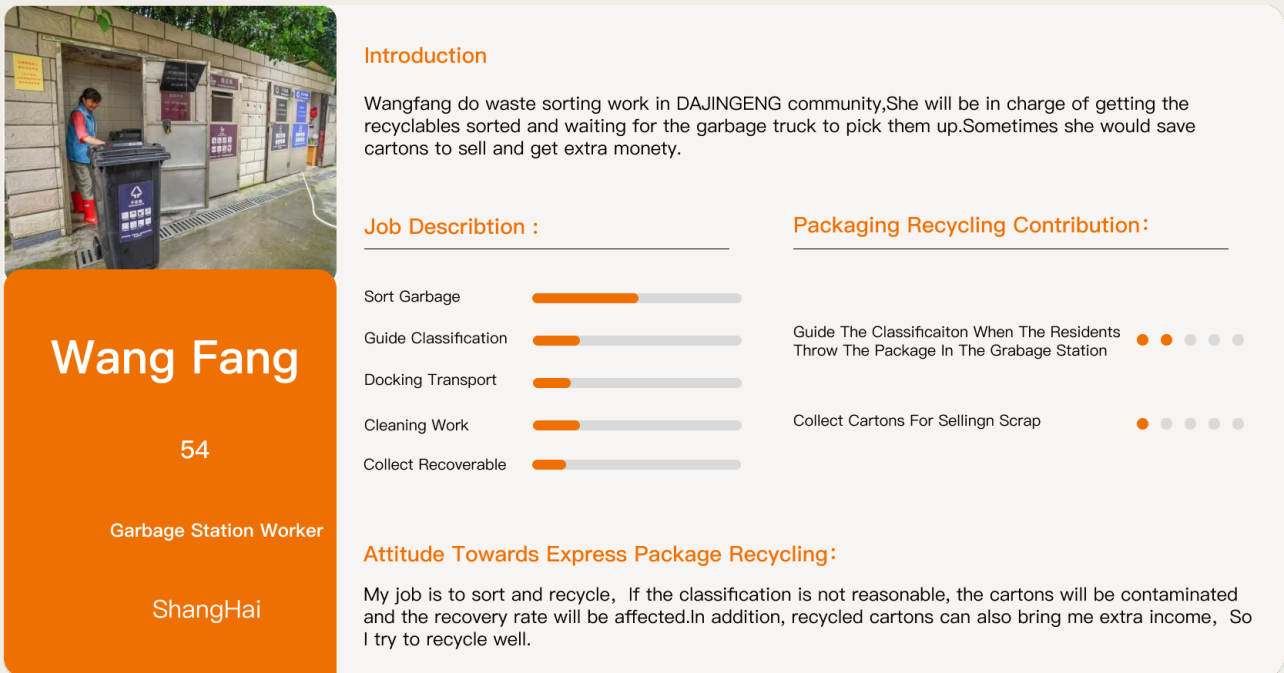 Introduction
Wangfang do waste sorting work in DAJINGENG community,She will be in charge of getting the
recyclables sorted and waiting for the garbage truck to pick them up.Sometimes she would save
cartons to sell and get extra monety.
Job Describtion :
Sort Garbage
Guide Classification
Docking Transport
Cleaning Work
Collect Recoverable
Packaging Recycling Contribution:
Guide The Classificaiton When The Residents
Throw The Package In The Grabage Station
Collect Cartons For Sellingn Scrap
Wang Fang
54
Garbage Station Worker
ShangHai
Attitude Towards Express Package Recycling:
My job is to sort and recycle,  If the classification is not reasonable, the cartons will be contaminated
and the recovery rate will be affected.In addition, recycled cartons can also bring me extra income,  So
I try to recycle well.